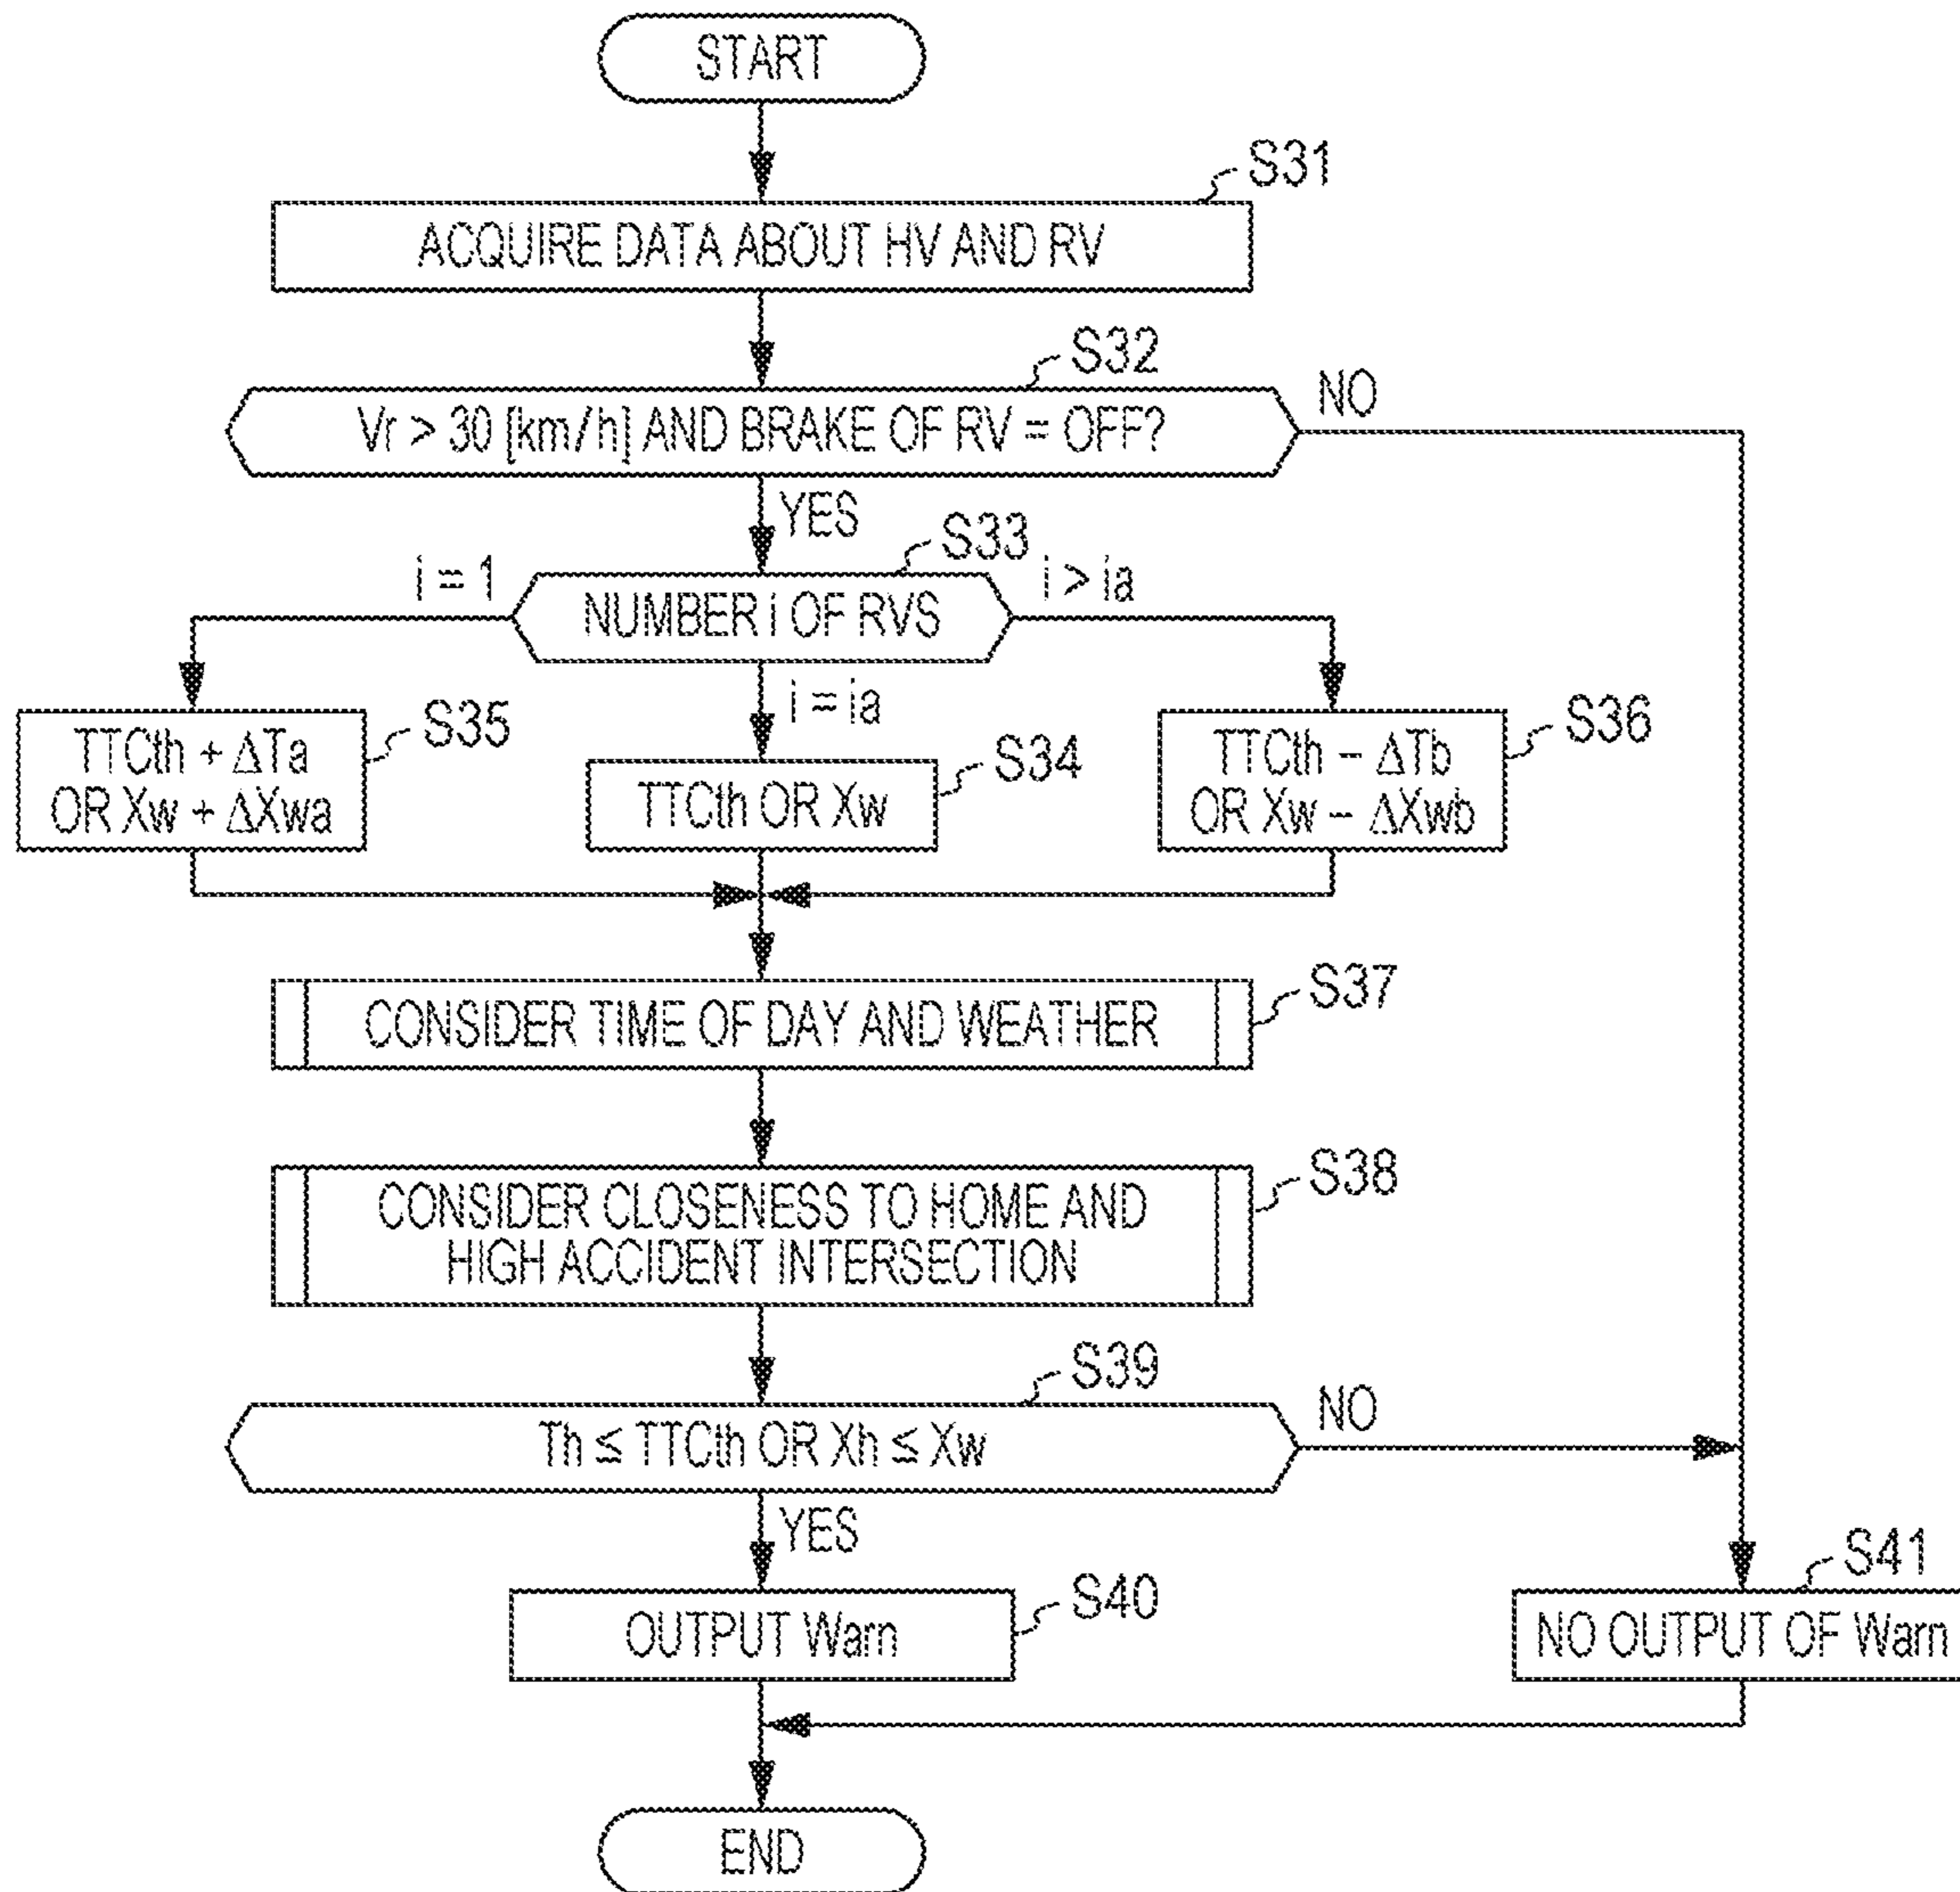 START
S31
ACQUIRE DATA ABOUT HV AND RV
S32
Vr > 30 [km/h] AND BRAKE OF RV = OFF?
NO
YES
S33
i = 1
NUMBER i OF RVS
i > ia
i = ia
TTCth + ΔTa
OR Xw + ΔXwa
S35
TTCth OR Xw
S34
TTCth − ΔTb
OR Xw − ΔXwb
S36
CONSIDER TIME OF DAY AND WEATHER
S37
CONSIDER CLOSENESS TO HOME AND
HIGH ACCIDENT INTERSECTION
S38
S39
Th ≤ TTCth OR Xh ≤ Xw
NO
YES
OUTPUT Warn
S40
S41
NO OUTPUT OF Warn
END